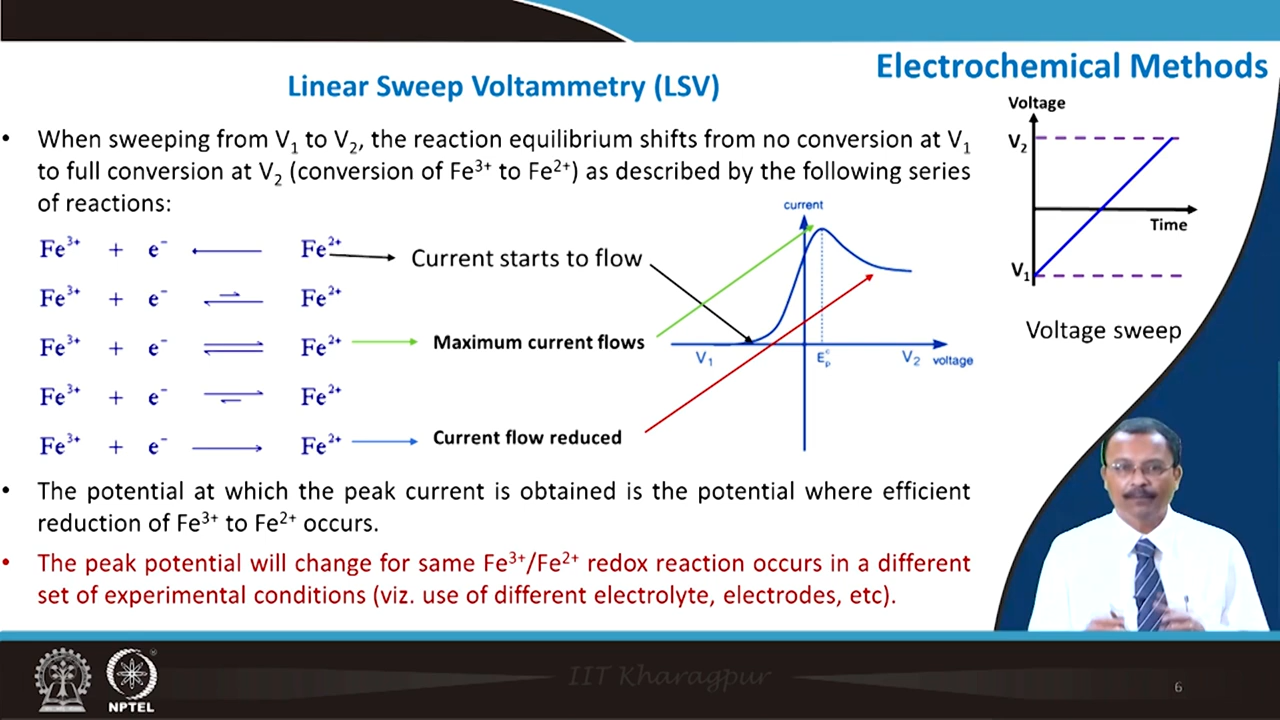 Electrochemical Methods
Linear Sweep Voltammetry (LSV)
• When sweeping from V₁ to V₂, the reaction equilibrium shifts from no conversion at V₁
to full conversion at V₂ (conversion of Fe³⁺ to Fe²⁺) as described by the following series
of reactions:
Fe³⁺ + e⁻ ⟵ Fe²⁺
Current starts to flow
Fe³⁺ + e⁻ ⇌ Fe²⁺
Fe³⁺ + e⁻ ⇌ Fe²⁺
Maximum current flows
Fe³⁺ + e⁻ ⇌ Fe²⁺
Fe³⁺ + e⁻ ⟶ Fe²⁺
Current flow reduced
current
V₁
Eₚᶜ
V₂
voltage
Voltage
V₂
Time
V₁
Voltage sweep
• The potential at which the peak current is obtained is the potential where efficient
reduction of Fe³⁺ to Fe²⁺ occurs.
• The peak potential will change for same Fe³⁺/Fe²⁺ redox reaction occurs in a different
set of experimental conditions (viz. use of different electrolyte, electrodes, etc).
NPTEL
IIT Kharagpur
6